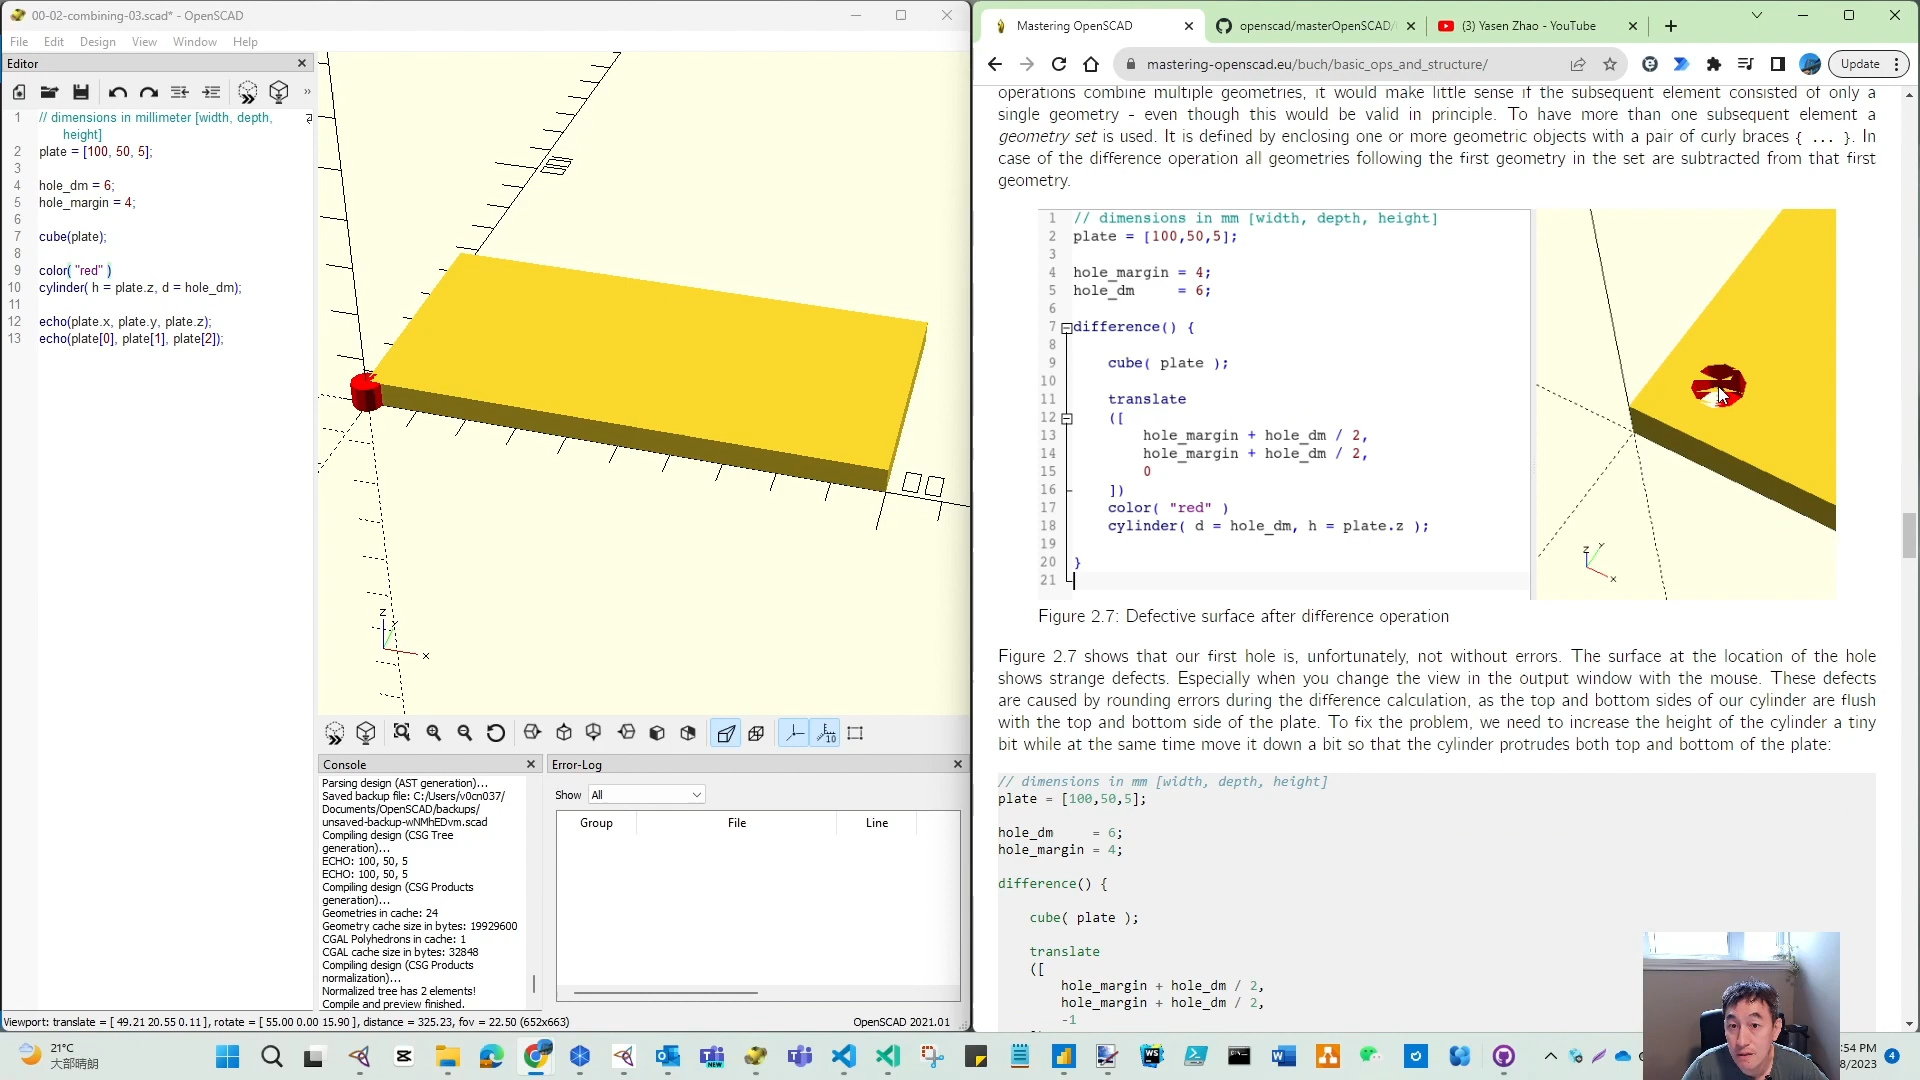 00-02-combining-03.scad* - OpenSCAD
File Edit Design View Window Help
Editor
1 // dimensions in millimeter [width, depth,
height]
2 plate = [100, 50, 5];
3
4 hole_dm = 6;
5 hole_margin = 4;
6
7 cube(plate);
8
9 color( "red" )
10 cylinder( h = plate.z, d = hole_dm);
11
12 echo(plate.x, plate.y, plate.z);
13 echo(plate[0], plate[1], plate[2]);
z
x
10
Console
Parsing design (AST generation)...
Saved backup file: C:/Users/v0cn037/
Documents/OpenSCAD/backups/
unsaved-backup-wNMhEDvm.scad
Compiling design (CSG Tree
generation)...
ECHO: 100, 50, 5
ECHO: 100, 50, 5
Compiling design (CSG Products
generation)...
Geometries in cache: 24
Geometry cache size in bytes: 19929600
CGAL Polyhedrons in cache: 1
CGAL cache size in bytes: 32848
Compiling design (CSG Products
normalization)...
Normalized tree has 2 elements!
Compile and preview finished.
Error-Log
Show All
Group File Line
Viewport: translate = [ 49.21 20.55 0.11 ], rotate = [ 55.00 0.00 15.90 ], distance = 325.23, fov = 22.50 (652x663)
OpenSCAD 2021.01
Mastering OpenSCAD
openscad/masterOpenSCAD/
(3) Yasen Zhao - YouTube
mastering-openscad.eu/buch/basic_ops_and_structure/
Update
operations combine multiple geometries, it would make little sense if the subsequent element consisted of only a
single geometry - even though this would be valid in principle. To have more than one subsequent element a
geometry set is used. It is defined by enclosing one or more geometric objects with a pair of curly braces { ... }. In
case of the difference operation all geometries following the first geometry in the set are subtracted from that first
geometry.
1 // dimensions in mm [width, depth, height]
2 plate = [100,50,5];
3
4 hole_margin = 4;
5 hole_dm = 6;
6
7 difference() {
8
9 cube( plate );
10
11 translate
12 ([
13 hole_margin + hole_dm / 2,
14 hole_margin + hole_dm / 2,
15 0
16 ])
17 color( "red" )
18 cylinder( d = hole_dm, h = plate.z );
19
20 }
21
z
Y
x
Figure 2.7: Defective surface after difference operation
Figure 2.7 shows that our first hole is, unfortunately, not without errors. The surface at the location of the hole
shows strange defects. Especially when you change the view in the output window with the mouse. These defects
are caused by rounding errors during the difference calculation, as the top and bottom sides of our cylinder are flush
with the top and bottom side of the plate. To fix the problem, we need to increase the height of the cylinder a tiny
bit while at the same time move it down a bit so that the cylinder protrudes both top and bottom of the plate:
// dimensions in mm [width, depth, height]
plate = [100,50,5];
hole_dm = 6;
hole_margin = 4;
difference() {
cube( plate );
translate
([
hole_margin + hole_dm / 2,
hole_margin + hole_dm / 2,
-1
21°C
大部晴朗
NEW
WS
:54 PM
8/2023
4